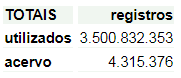 TOTAIS registros
utilizados 3.500.832.353
acervo 4.315.376